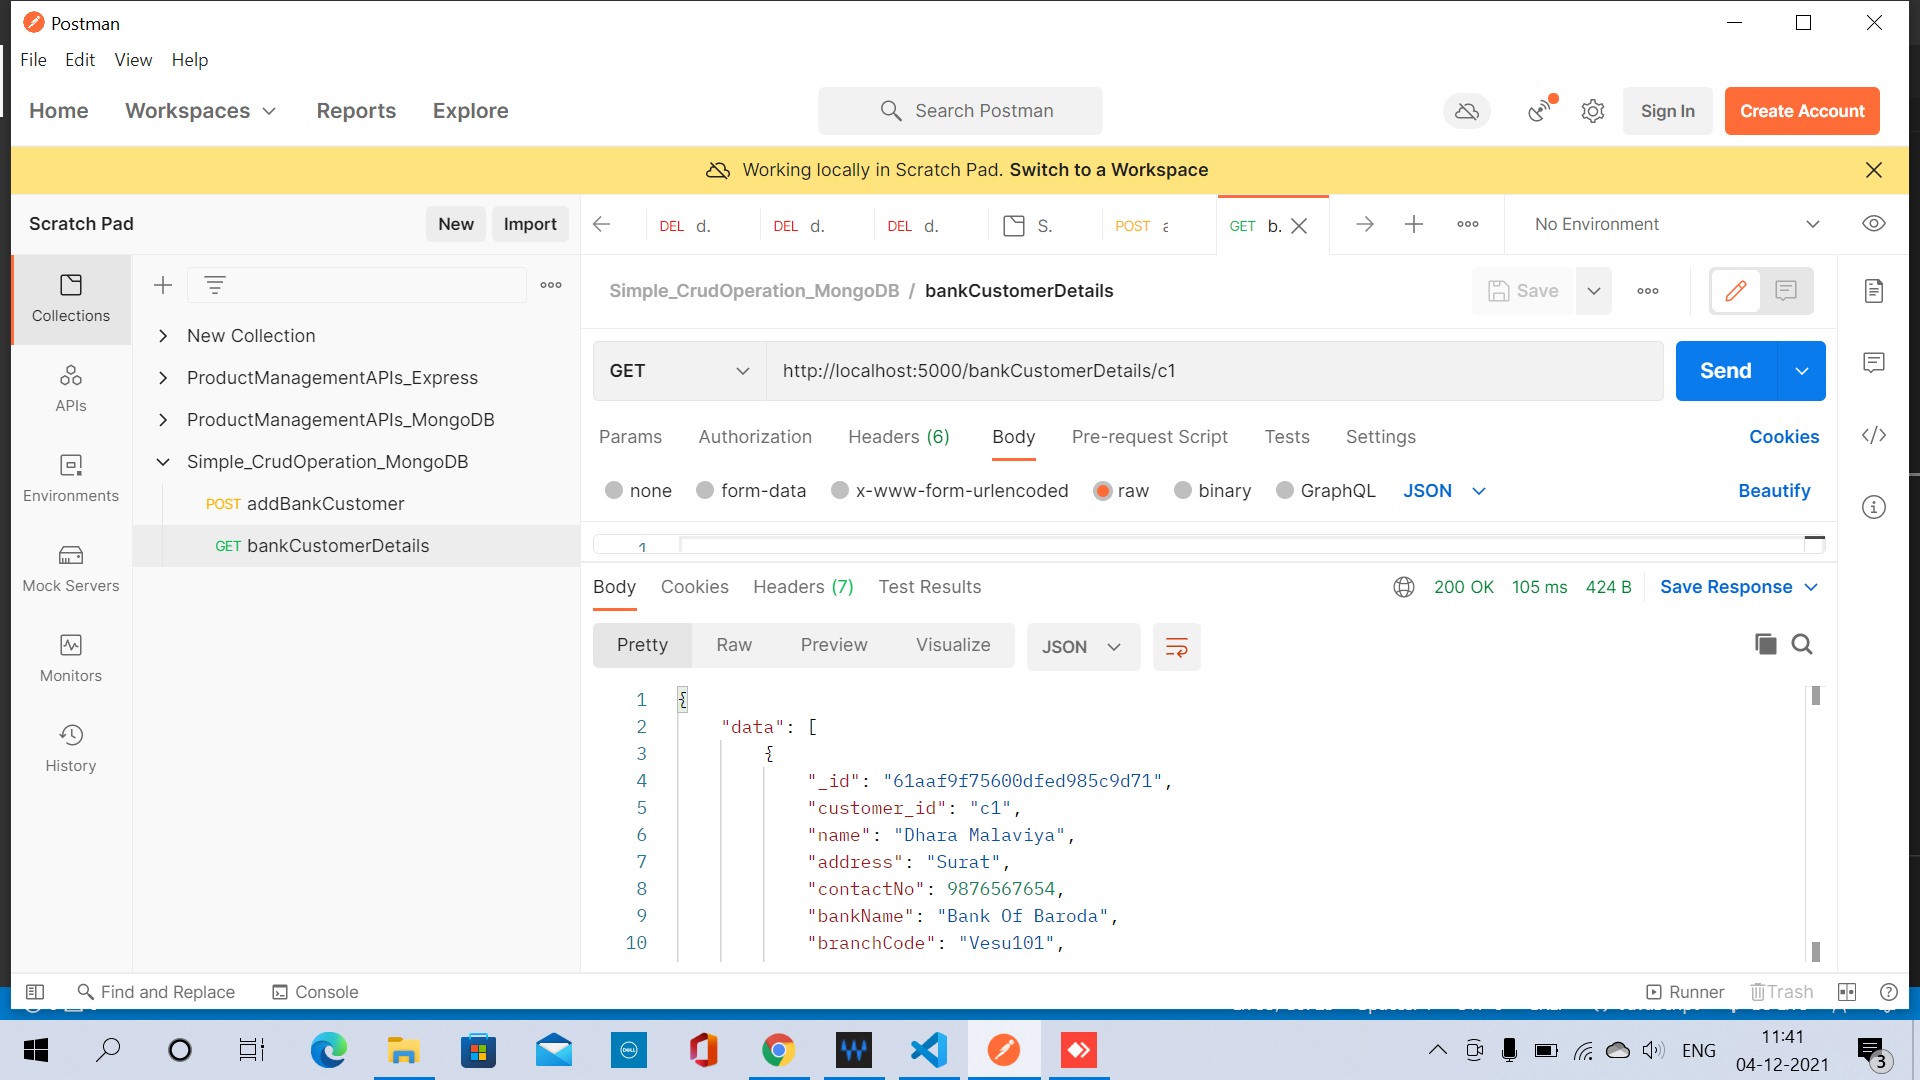 Postman
File Edit View Help
Home Workspaces Reports Explore Search Postman Sign In Create Account
Working locally in Scratch Pad. Switch to a Workspace
Scratch Pad New Import DEL d. DEL d. DEL d. S. POST GET b. No Environment
Collections
APIs
Environments
Mock Servers
Monitors
History
New Collection
ProductManagementAPIs_Express
ProductManagementAPIs_MongoDB
Simple_CrudOperation_MongoDB
POST addBankCustomer
GET bankCustomerDetails
Simple_CrudOperation_MongoDB / bankCustomerDetails Save
GET http://localhost:5000/bankCustomerDetails/c1 Send
Params Authorization Headers (6) Body Pre-request Script Tests Settings Cookies
none form-data x-www-form-urlencoded raw binary GraphQL JSON Beautify
1
Body Cookies Headers (7) Test Results 200 OK 105 ms 424 B Save Response
Pretty Raw Preview Visualize JSON
1 {
2 "data": [
3 {
4 "_id": "61aaf9f75600dfed985c9d71",
5 "customer_id": "c1",
6 "name": "Dhara Malaviya",
7 "address": "Surat",
8 "contactNo": 9876567654,
9 "bankName": "Bank Of Baroda",
10 "branchCode": "Vesu101",
Find and Replace Console Runner Trash
DELL
ENG 11:41
04-12-2021 3